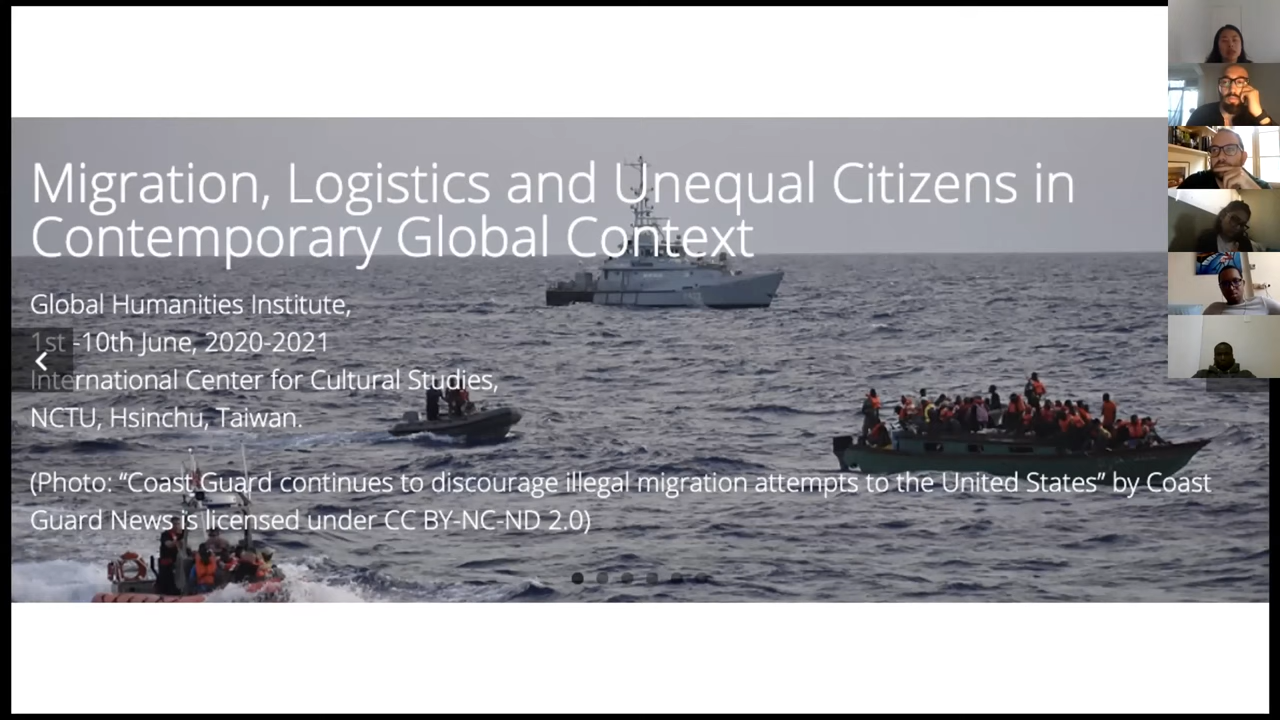 Migration, Logistics and Unequal Citizens in
Contemporary Global Context
Global Humanities Institute,
1st -10th June, 2020-2021
International Center for Cultural Studies,
NCTU, Hsinchu, Taiwan.
(Photo: “Coast Guard continues to discourage illegal migration attempts to the United States” by Coast
Guard News is licensed under CC BY-NC-ND 2.0)